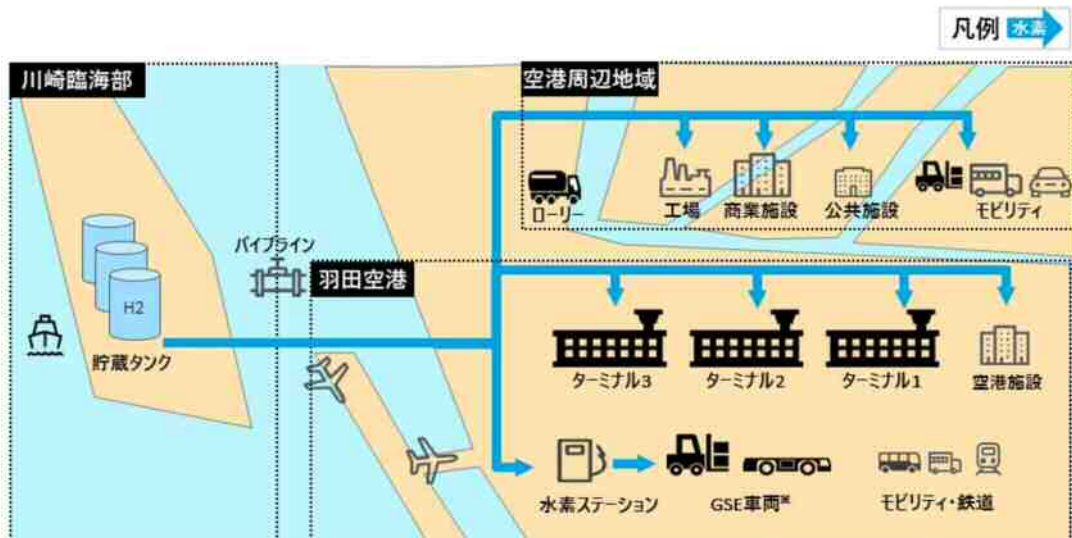 凡例 水素
川崎臨海部
空港周辺地域
ローリー
工場
商業施設
公共施設
モビリティ
パイプライン
羽田空港
H2
貯蔵タンク
ターミナル3
ターミナル2
ターミナル1
空港施設
水素ステーション
GSE車両※
モビリティ・鉄道